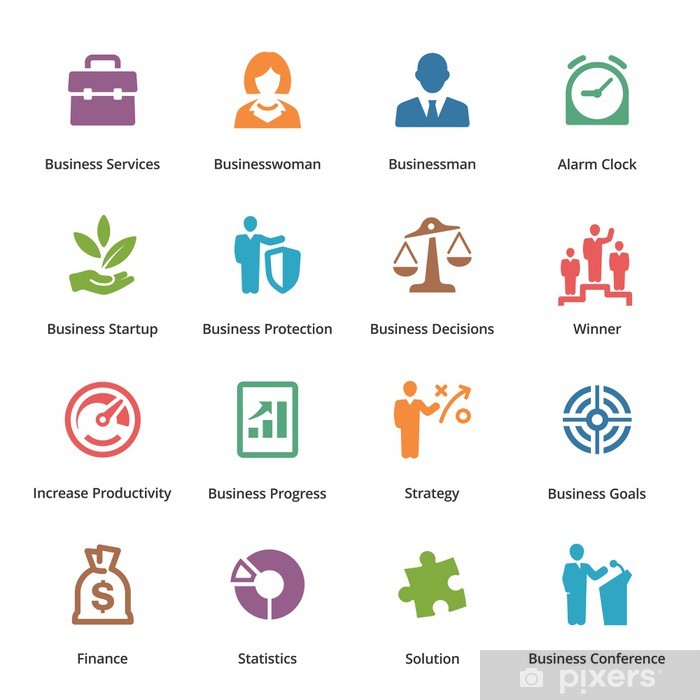 Business Services
Businesswoman
Businessman
Alarm Clock
Business Startup
Business Protection
Business Decisions
Winner
Increase Productivity
Business Progress
Strategy
Business Goals
$
Finance
Statistics
Solution
Business Conference
pixers®